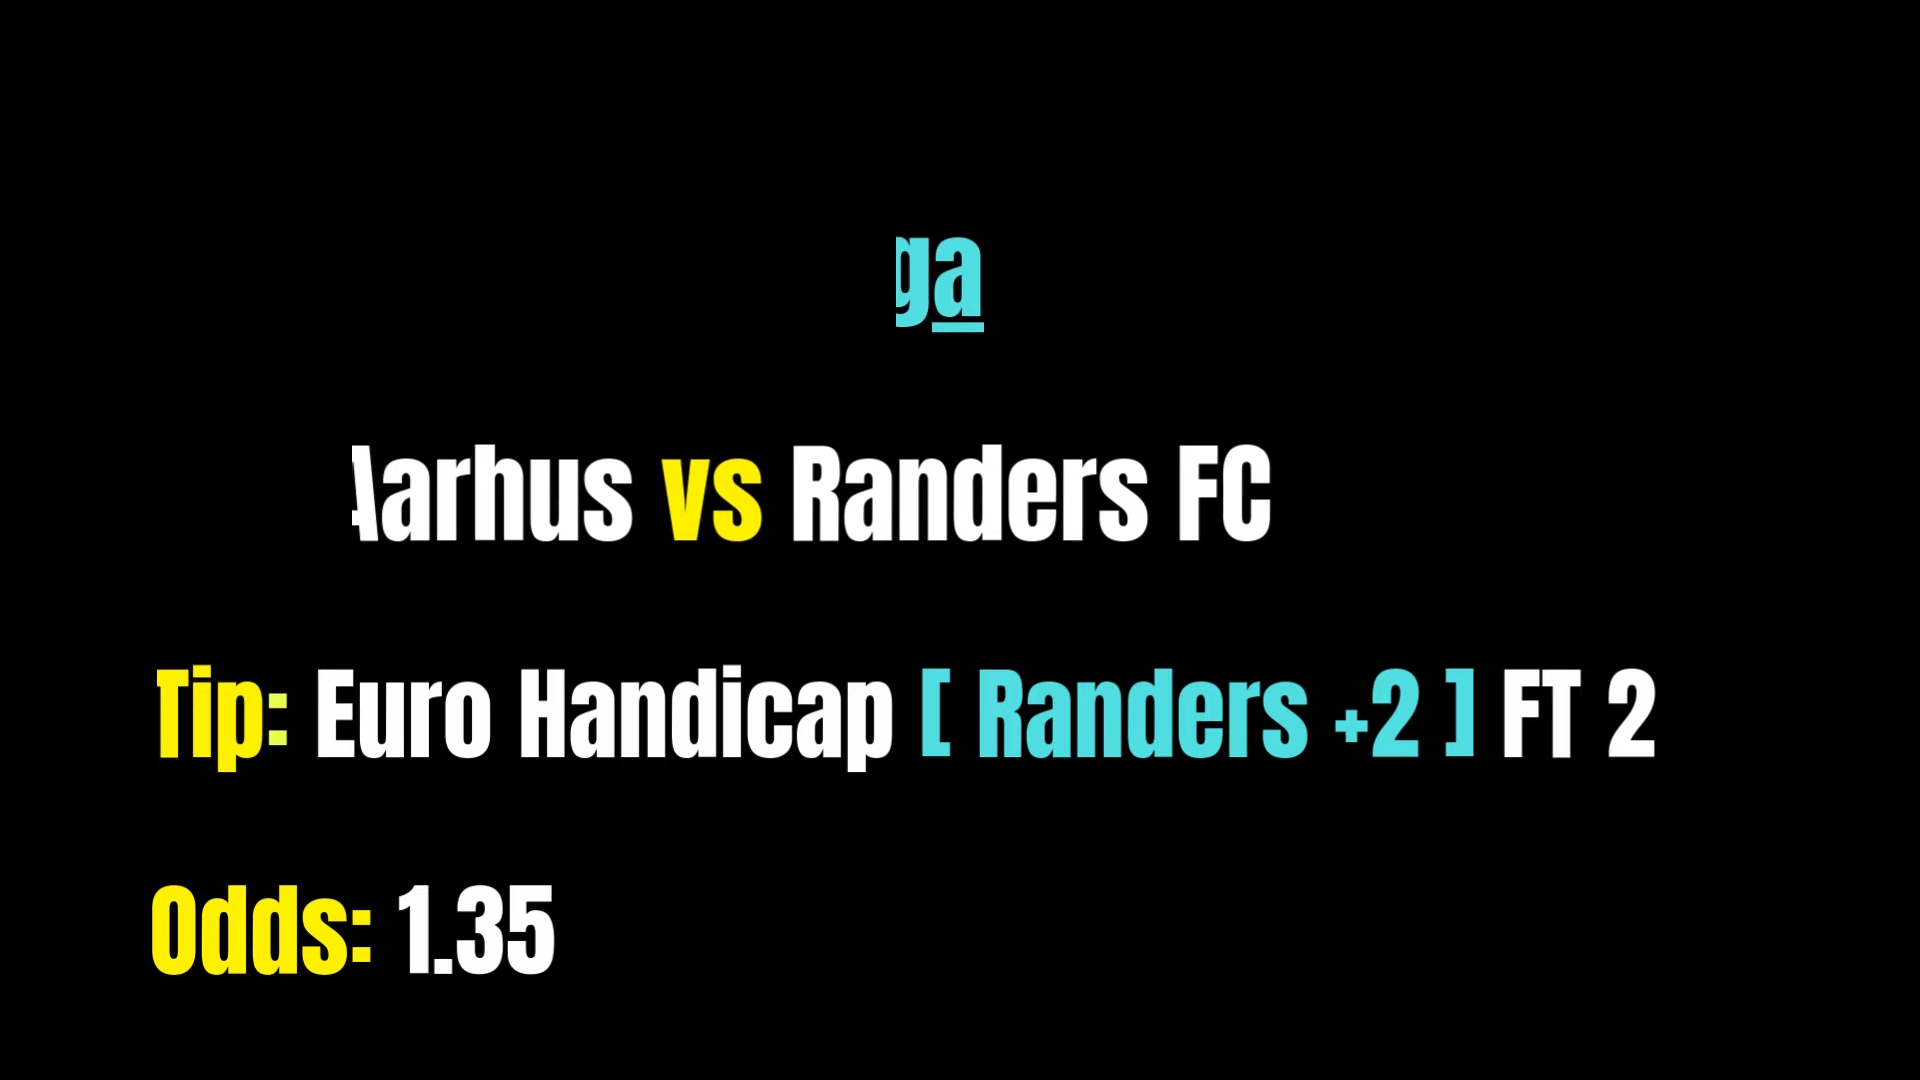 ga
Aarhus vs Randers FC
Tip: Euro Handicap [ Randers +2 ] FT 2
Odds: 1.35